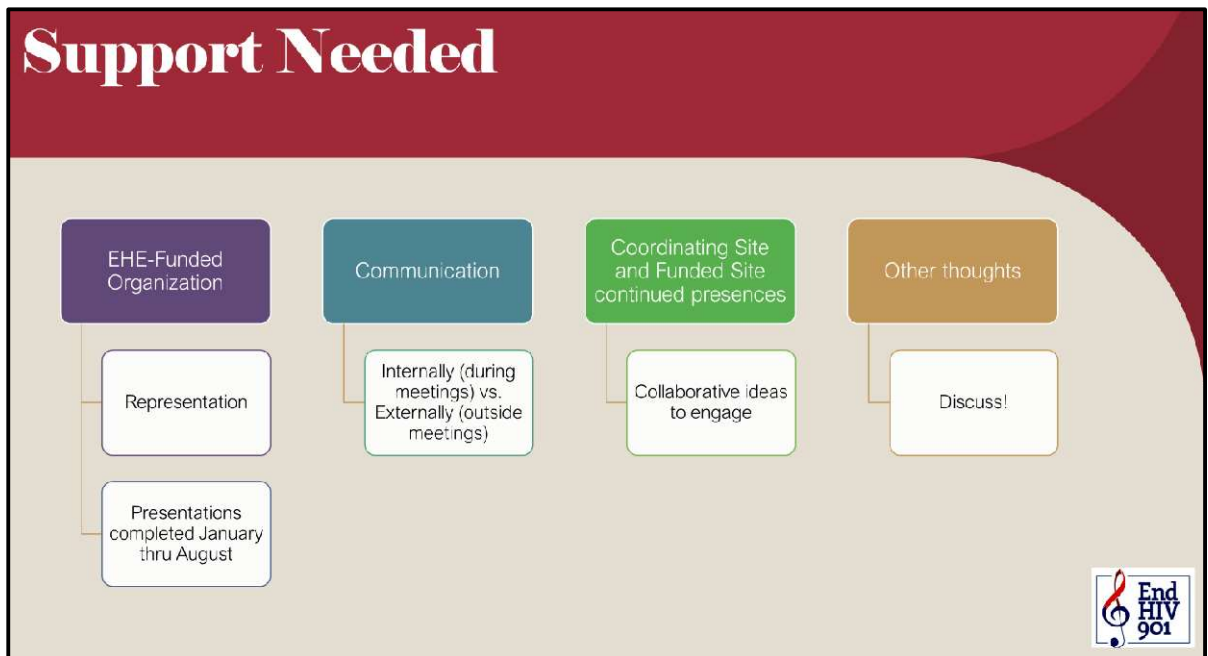 Support Needed
EHE-Funded
Organization
Representation
Presentations
completed January
thru August
Communication
Internally (during
meetings) vs.
Externally (outside
meetings)
Coordinating Site
and Funded Site
continued presences
Collaborative ideas
to engage
Other thoughts
Discuss!
End
HIV
901